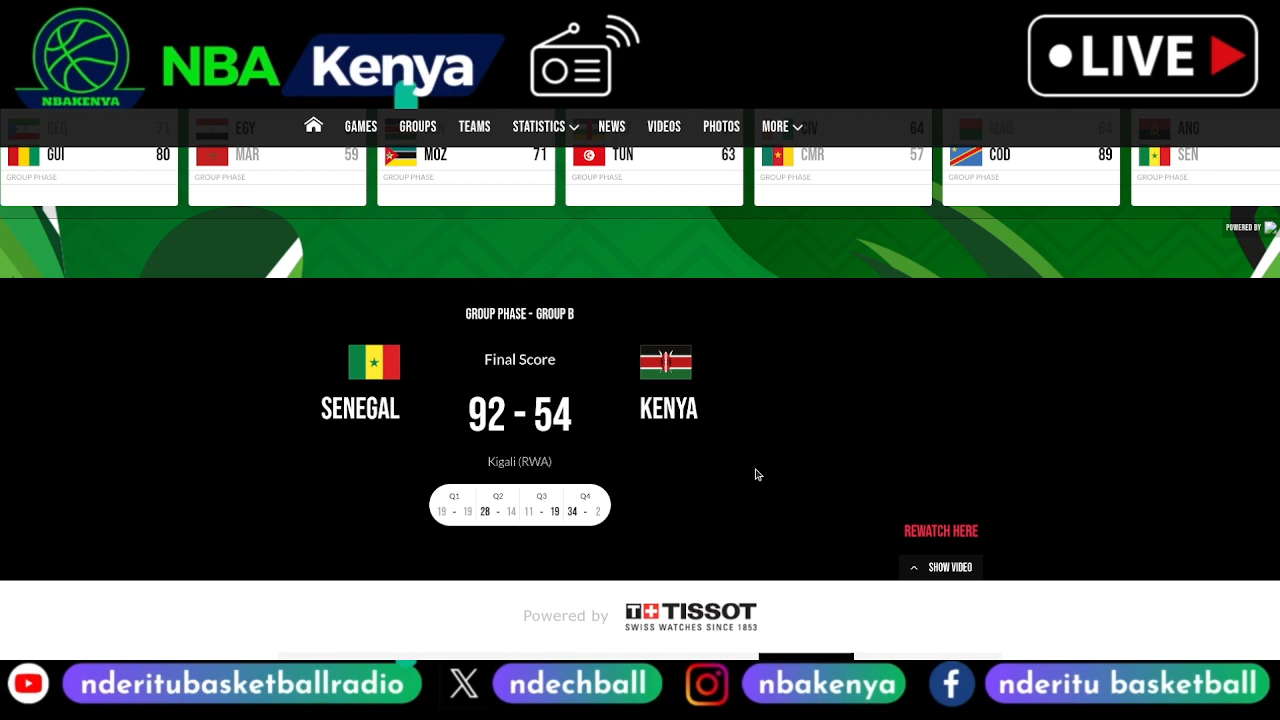 NBAKENYA
NBA Kenya
LIVE
GAMES GROUPS TEAMS STATISTICS NEWS VIDEOS PHOTOS MORE
GEQ 71 EGY CIV 64 MAD 64 ANG
GUI 80 MAR 59 MOZ 71 TUN 63 CMR 57 COD 89 SEN
GROUP PHASE GROUP PHASE GROUP PHASE GROUP PHASE GROUP PHASE GROUP PHASE GROUP PHASE
POWERED BY
GROUP PHASE - GROUP B
Final Score
SENEGAL 92 - 54 KENYA
Kigali (RWA)
Q1 Q2 Q3 Q4
19 - 19 28 - 14 11 - 19 34 - 2
REWATCH HERE
SHOW VIDEO
Powered by TISSOT
SWISS WATCHES SINCE 1853
nderitubasketballradio ndechball nbakenya nderitu basketball